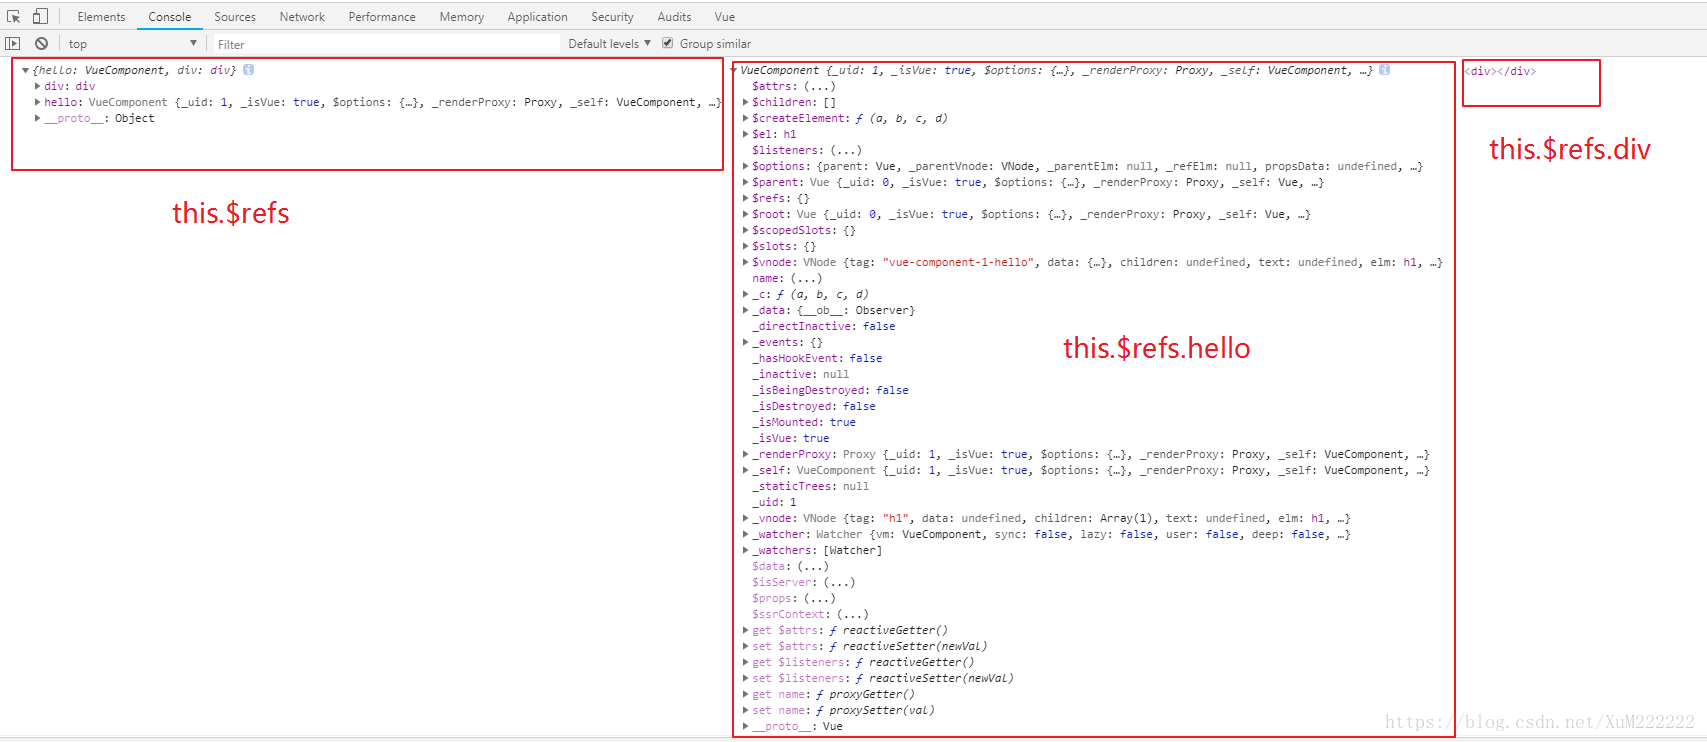 Elements Console Sources Network Performance Memory Application Security Audits Vue
top Filter Default levels Group similar
{hello: VueComponent, div: div}
div: div
hello: VueComponent {_uid: 1, _isVue: true, $options: {…}, _renderProxy: Proxy, _self: VueComponent, …}
__proto__: Object
this.$refs
VueComponent {_uid: 1, _isVue: true, $options: {…}, _renderProxy: Proxy, _self: VueComponent, …}
$attrs: (...)
$children: []
$createElement: ƒ (a, b, c, d)
$el: h1
$listeners: (...)
$options: {parent: Vue, _parentVnode: VNode, _parentElm: null, _refElm: null, propsData: undefined, …}
$parent: Vue {_uid: 0, _isVue: true, $options: {…}, _renderProxy: Proxy, _self: Vue, …}
$refs: {}
$root: Vue {_uid: 0, _isVue: true, $options: {…}, _renderProxy: Proxy, _self: Vue, …}
$scopedSlots: {}
$slots: {}
$vnode: VNode {tag: "vue-component-1-hello", data: {…}, children: undefined, text: undefined, elm: h1, …}
name: (...)
_c: ƒ (a, b, c, d)
_data: {__ob__: Observer}
_directInactive: false
_events: {}
_hasHookEvent: false
_inactive: null
_isBeingDestroyed: false
_isDestroyed: false
_isMounted: true
_isVue: true
_renderProxy: Proxy {_uid: 1, _isVue: true, $options: {…}, _renderProxy: Proxy, _self: VueComponent, …}
_self: VueComponent {_uid: 1, _isVue: true, $options: {…}, _renderProxy: Proxy, _self: VueComponent, …}
_staticTrees: null
_uid: 1
_vnode: VNode {tag: "h1", data: undefined, children: Array(1), text: undefined, elm: h1, …}
_watcher: Watcher {vm: VueComponent, sync: false, lazy: false, user: false, deep: false, …}
_watchers: [Watcher]
$data: (...)
$isServer: (...)
$props: (...)
$ssrContext: (...)
get $attrs: ƒ reactiveGetter()
set $attrs: ƒ reactiveSetter(newVal)
get $listeners: ƒ reactiveGetter()
set $listeners: ƒ reactiveSetter(newVal)
get name: ƒ proxyGetter()
set name: ƒ proxySetter(val)
__proto__: Vue
this.$refs.hello
<div></div>
this.$refs.div
https://blog.csdn.net/XuM222222